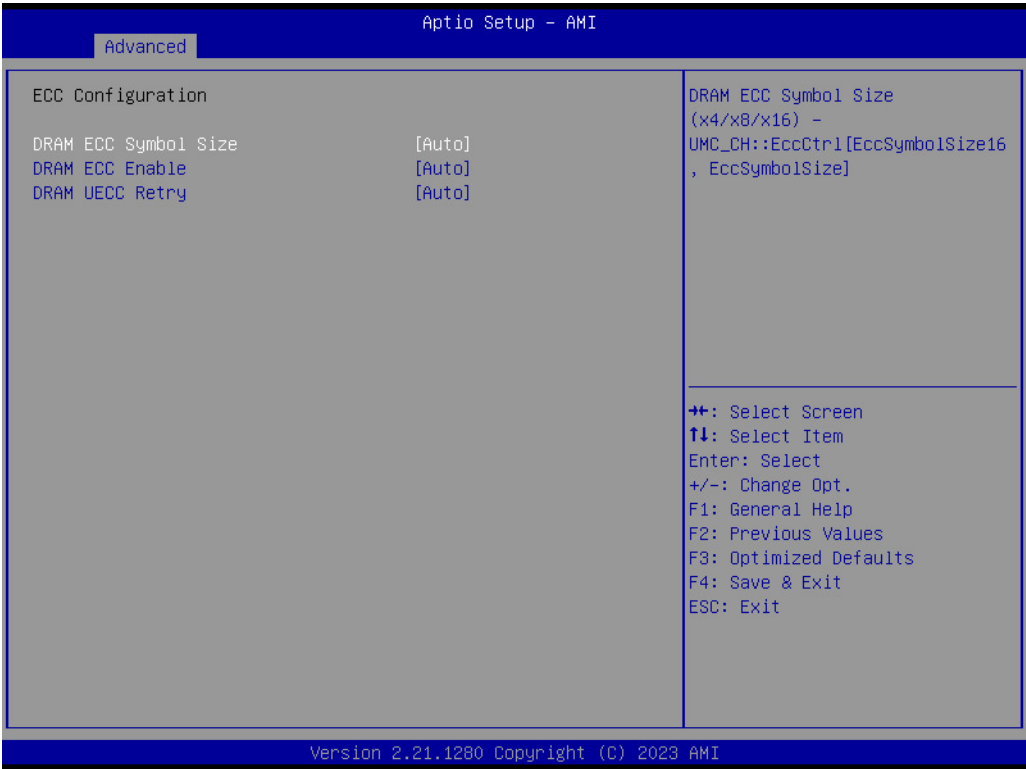 Aptio Setup – AMI
Advanced
ECC Configuration
DRAM ECC Symbol Size [Auto]
DRAM ECC Enable [Auto]
DRAM UECC Retry [Auto]
DRAM ECC Symbol Size
(x4/x8/x16) –
UMC_CH::EccCtrl[EccSymbolSize16
, EccSymbolSize]
→←: Select Screen
↑↓: Select Item
Enter: Select
+/-: Change Opt.
F1: General Help
F2: Previous Values
F3: Optimized Defaults
F4: Save & Exit
ESC: Exit
Version 2.21.1280 Copyright (C) 2023 AMI